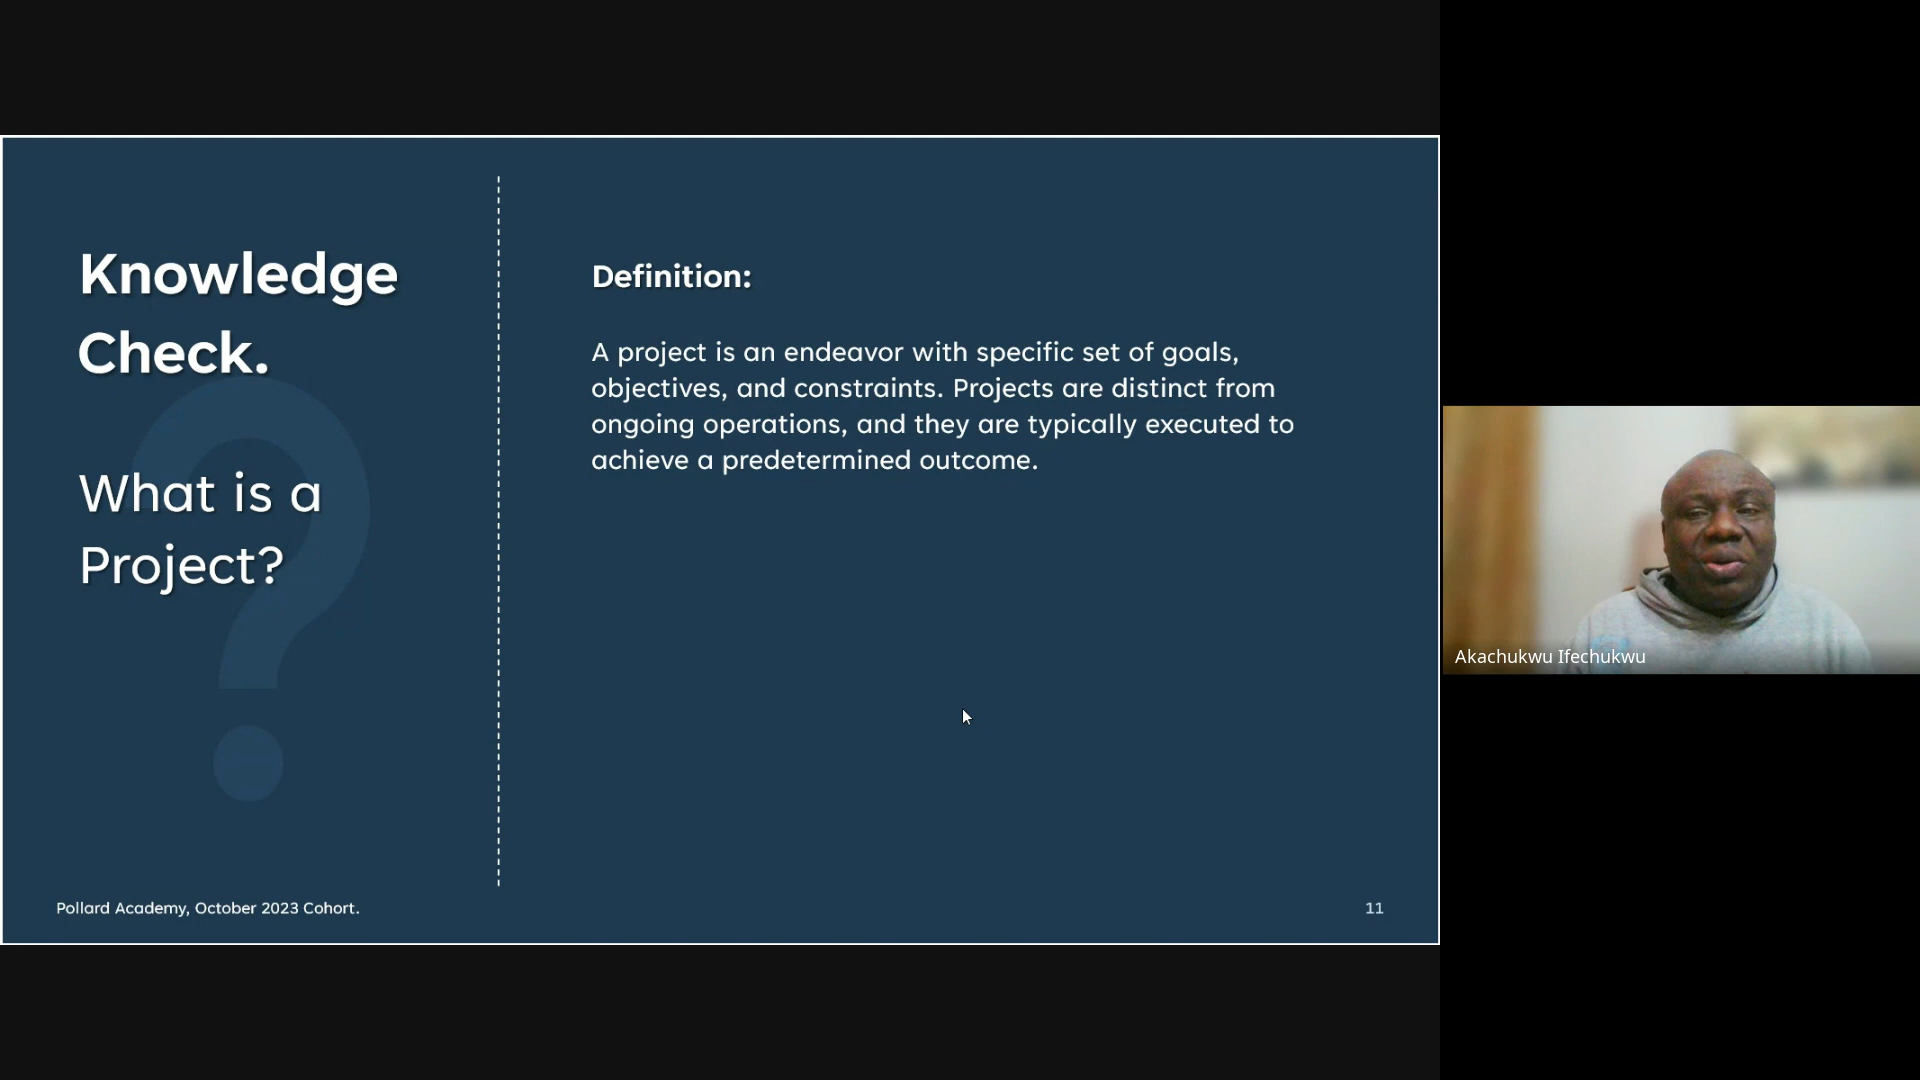 Knowledge
Check.
What is a
Project?
Definition:
A project is an endeavor with specific set of goals,
objectives, and constraints. Projects are distinct from
ongoing operations, and they are typically executed to
achieve a predetermined outcome.
Pollard Academy, October 2023 Cohort.
11
Akachukwu Ifechukwu